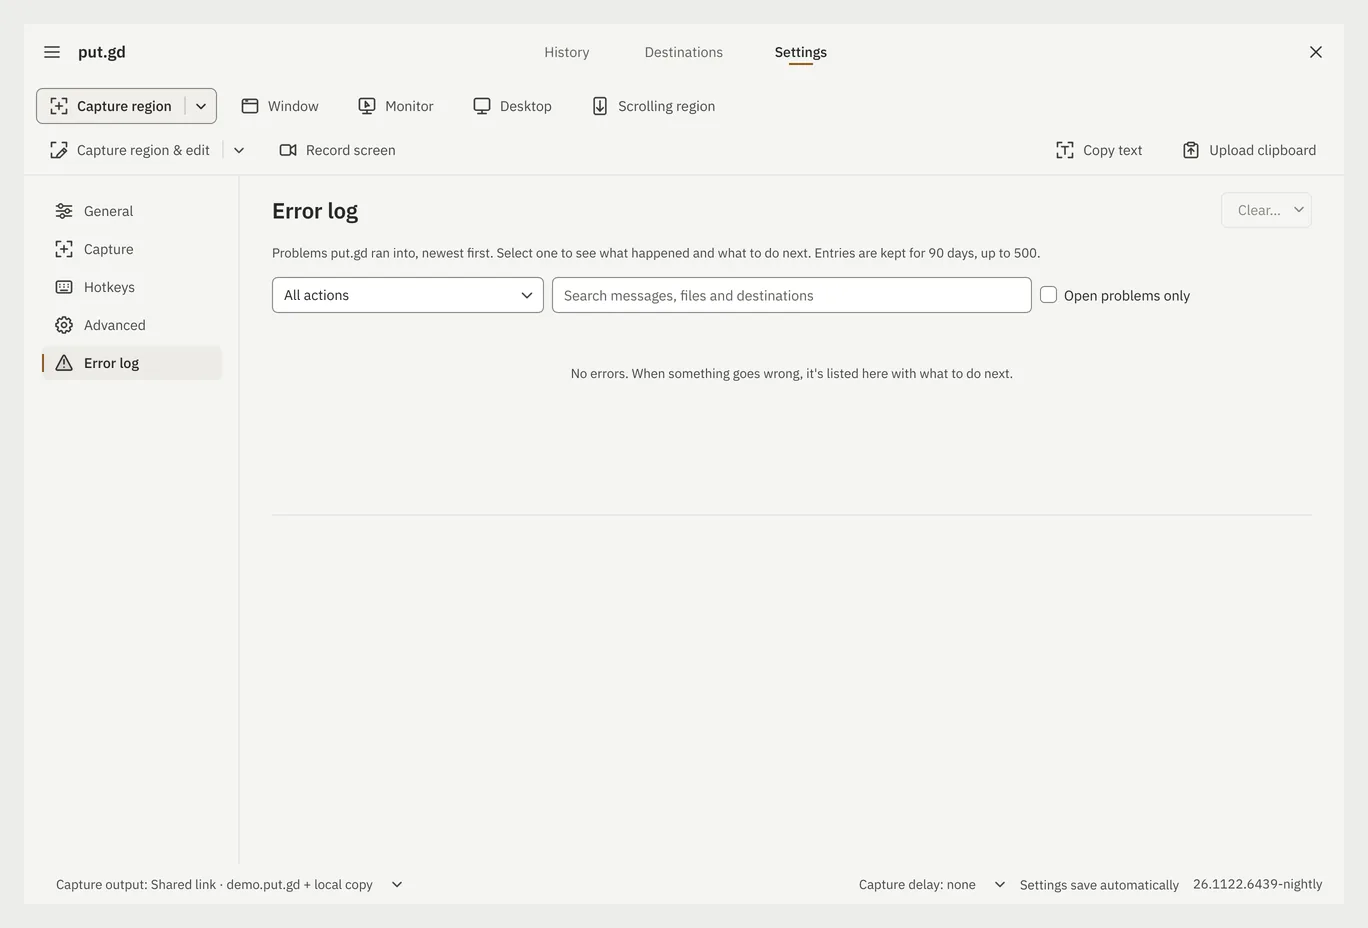 put.gd
History Destinations Settings
Capture region Window Monitor Desktop Scrolling region
Capture region & edit Record screen Copy text Upload clipboard
General
Capture
Hotkeys
Advanced
Error log
Error log Clear...
Problems put.gd ran into, newest first. Select one to see what happened and what to do next. Entries are kept for 90 days, up to 500.
All actions Search messages, files and destinations Open problems only
No errors. When something goes wrong, it's listed here with what to do next.
Capture output: Shared link · demo.put.gd + local copy Capture delay: none Settings save automatically 26.1122.6439-nightly